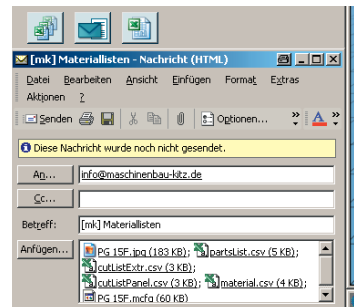 [mk] Materiallisten - Nachricht (HTML)
Datei Bearbeiten Ansicht Einfügen Format Extras
Aktionen ?
Senden Optionen...
Diese Nachricht wurde noch nicht gesendet.
An... info@maschinenbau-kitz.de
Cc...
Betreff: [mk] Materiallisten
Anfügen... PG 15F.jpg (183 KB); partsList.csv (5 KB);
cutListExtr.csv (3 KB);
cutListPanel.csv (3 KB); material.csv (4 KB);
PG 15F.mcfg (60 KB)